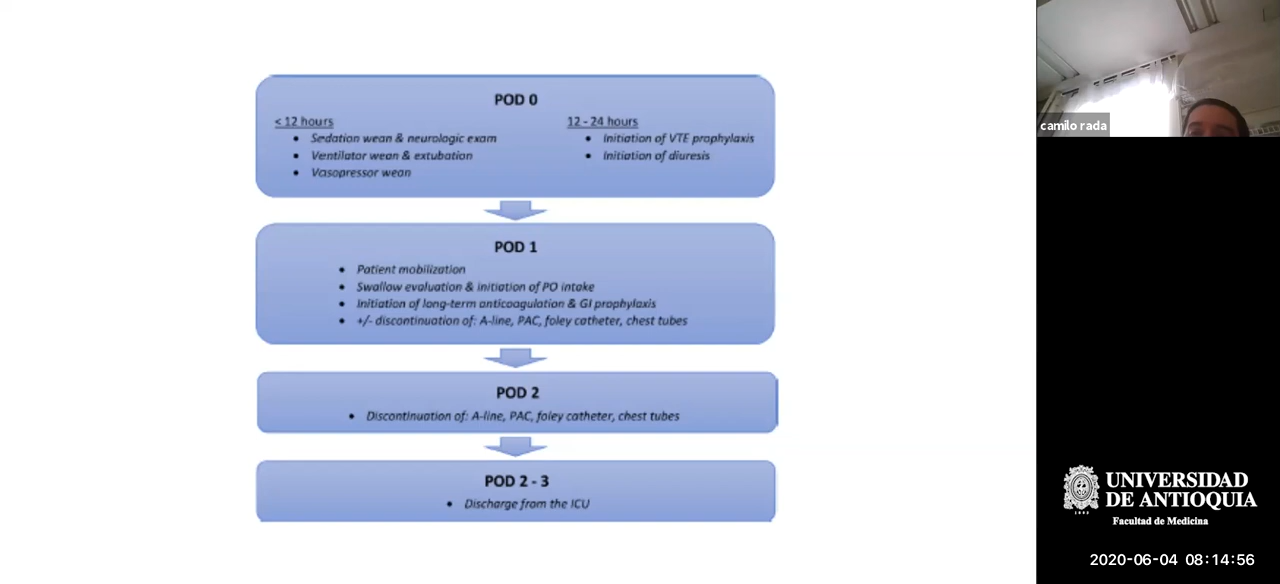 POD 0
< 12 hours
• Sedation wean & neurologic exam
• Ventilator wean & extubation
• Vasopressor wean
12 - 24 hours
• Initiation of VTE prophylaxis
• Initiation of diuresis
POD 1
• Patient mobilization
• Swallow evaluation & initiation of PO intake
• Initiation of long-term anticoagulation & GI prophylaxis
• +/- discontinuation of: A-line, PAC, foley catheter, chest tubes
POD 2
• Discontinuation of: A-line, PAC, foley catheter, chest tubes
POD 2 - 3
• Discharge from the ICU
camilo rada
UNIVERSIDAD
DE ANTIOQUIA
Facultad de Medicina
2020-06-04 08:14:56